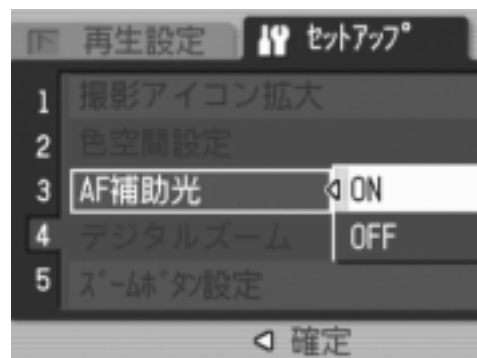 再生設定 セットアップ
1 撮影アイコン拡大
2 色空間設定
3 AF補助光 ON
4 デジタルズーム OFF
5 ズームボタン設定
確定